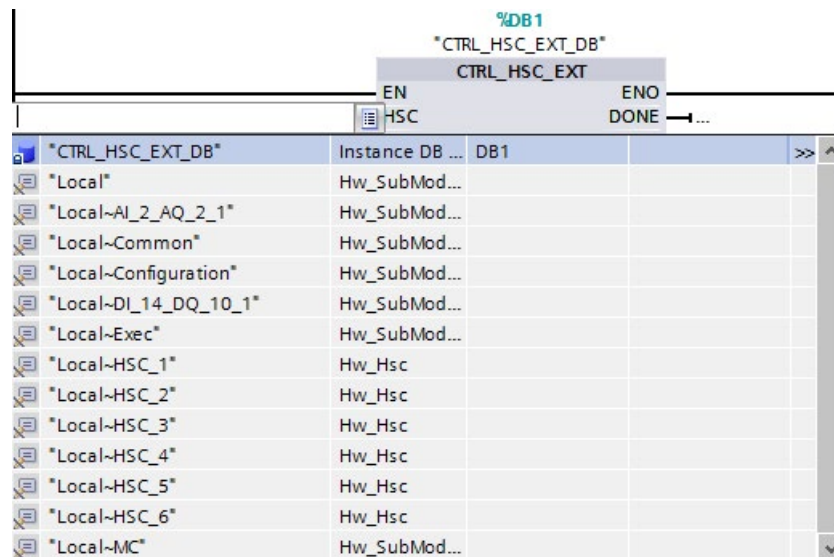 %DB1
"CTRL_HSC_EXT_DB"
CTRL_HSC_EXT
EN ENO
HSC DONE ...
"CTRL_HSC_EXT_DB" Instance DB ... DB1 >>
"Local" Hw_SubMod...
"Local~AI_2_AQ_2_1" Hw_SubMod...
"Local~Common" Hw_SubMod...
"Local~Configuration" Hw_SubMod...
"Local~DI_14_DQ_10_1" Hw_SubMod...
"Local~Exec" Hw_SubMod...
"Local~HSC_1" Hw_Hsc
"Local~HSC_2" Hw_Hsc
"Local~HSC_3" Hw_Hsc
"Local~HSC_4" Hw_Hsc
"Local~HSC_5" Hw_Hsc
"Local~HSC_6" Hw_Hsc
"Local~MC" Hw_SubMod...